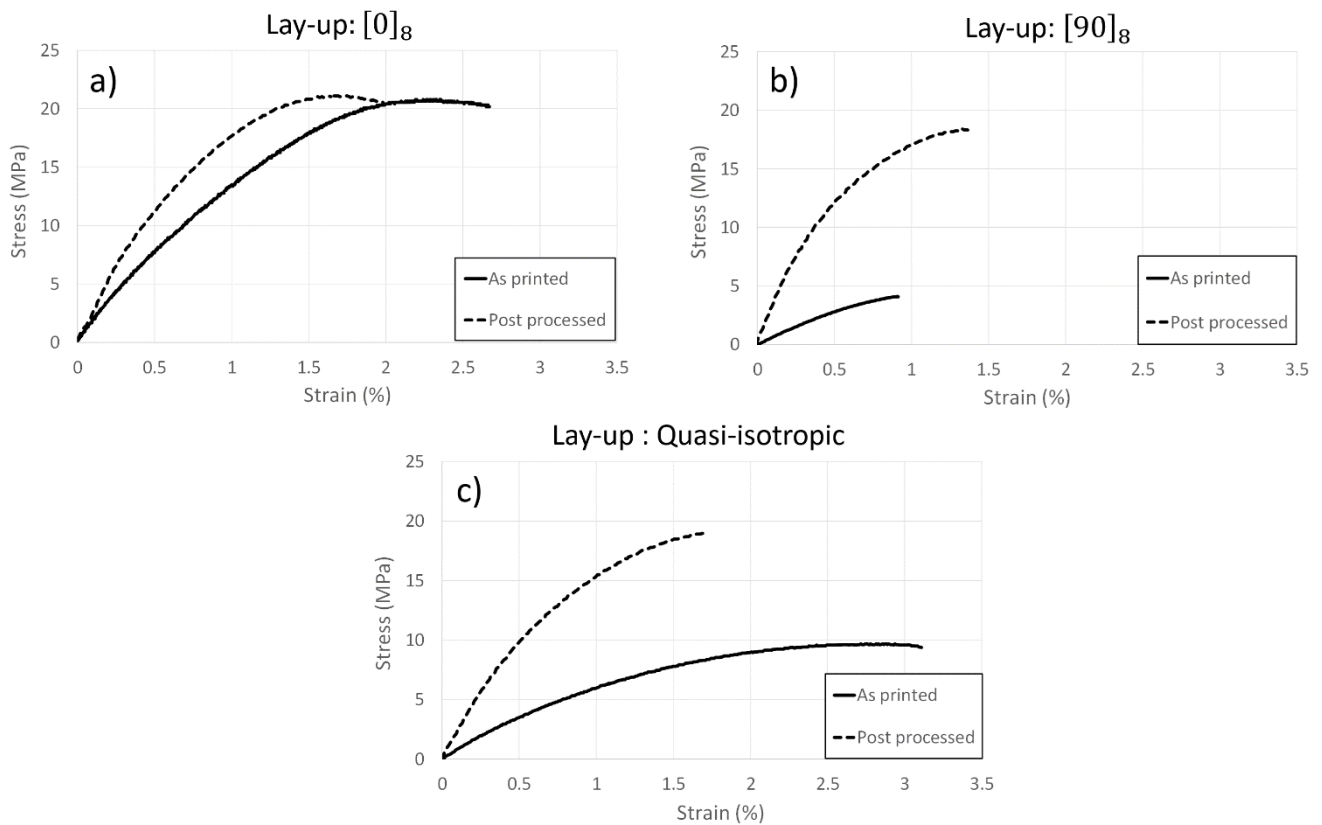 Lay-up: [0]₈
a)
25
20
15
10
5
0
Stress (MPa)
0 0.5 1 1.5 2 2.5 3 3.5
Strain (%)
As printed
Post processed
Lay-up: [90]₈
b)
25
20
15
10
5
0
Stress (MPa)
0 0.5 1 1.5 2 2.5 3 3.5
Strain (%)
As printed
Post processed
Lay-up : Quasi-isotropic
c)
25
20
15
10
5
0
Stress (MPa)
0 0.5 1 1.5 2 2.5 3 3.5
Strain (%)
As printed
Post processed